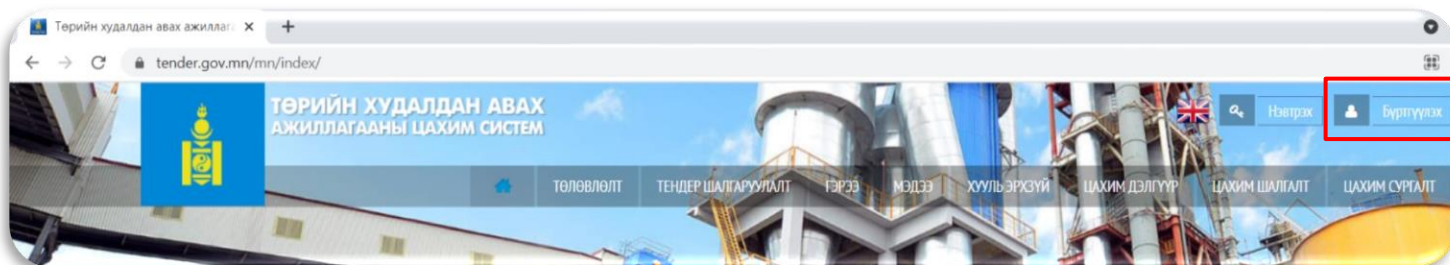 Төрийн худалдан авах ажиллага
tender.gov.mn/mn/index/
ТӨРИЙН ХУДАЛДАН АВАХ
АЖИЛЛАГААНЫ ЦАХИМ СИСТЕМ
Нэвтрэх
Бүртгүүлэх
ТӨЛӨВЛӨЛТ ТЕНДЕР ШАЛГАРУУЛАЛТ ГЭРЭЭ МЭДЭЭ ХУУЛЬ ЭРХЗҮЙ ЦАХИМ ДЭЛГҮҮР ЦАХИМ ШАЛГАЛТ ЦАХИМ СУРГАЛТ